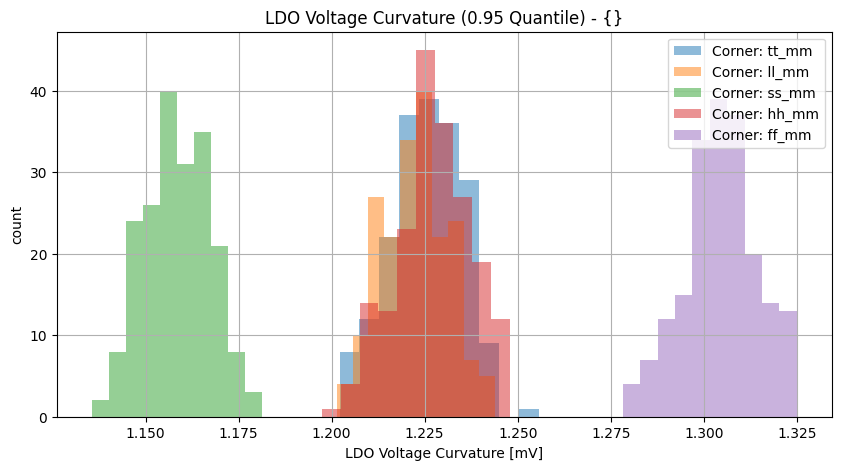 LDO Voltage Curvature (0.95 Quantile) - {}
Corner: tt_mm
Corner: ll_mm
Corner: ss_mm
Corner: hh_mm
Corner: ff_mm
count
40
30
20
10
0
1.150 1.175 1.200 1.225 1.250 1.275 1.300 1.325
LDO Voltage Curvature [mV]